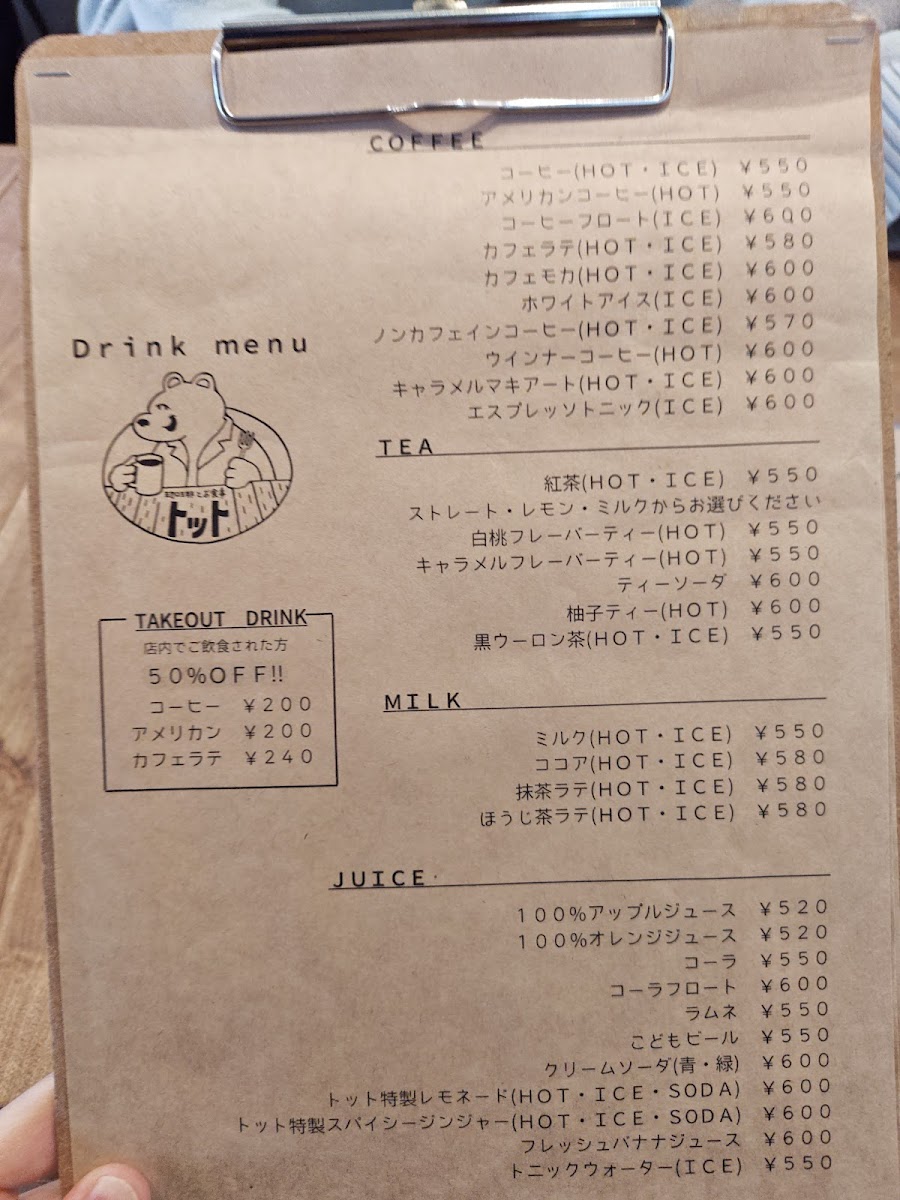 COFFEE
コーヒー(HOT・ICE) ¥550
アメリカンコーヒー(HOT) ¥550
コーヒーフロート(ICE) ¥600
カフェラテ(HOT・ICE) ¥580
カフェモカ(HOT・ICE) ¥600
ホワイトアイス(ICE) ¥600
ノンカフェインコーヒー(HOT・ICE) ¥570
ウインナーコーヒー(HOT) ¥600
キャラメルマキアート(HOT・ICE) ¥600
エスプレッソトニック(ICE) ¥600
Drink menu
トット
TEA
紅茶(HOT・ICE) ¥550
ストレート・レモン・ミルクからお選びください
白桃フレーバーティー(HOT) ¥550
キャラメルフレーバーティー(HOT) ¥550
ティーソーダ ¥600
柚子ティー(HOT) ¥600
黒ウーロン茶(HOT・ICE) ¥550
TAKEOUT DRINK
店内でご飲食された方
50%OFF!!
コーヒー ¥200
アメリカン ¥200
カフェラテ ¥240
MILK
ミルク(HOT・ICE) ¥550
ココア(HOT・ICE) ¥580
抹茶ラテ(HOT・ICE) ¥580
ほうじ茶ラテ(HOT・ICE) ¥580
JUICE
100%アップルジュース ¥520
100%オレンジジュース ¥520
コーラ ¥550
コーラフロート ¥600
ラムネ ¥550
こどもビール ¥550
クリームソーダ(青・緑) ¥600
トット特製レモネード(HOT・ICE・SODA) ¥600
トット特製スパイシージンジャー(HOT・ICE・SODA) ¥600
フレッシュバナナジュース ¥600
トニックウォーター(ICE) ¥550